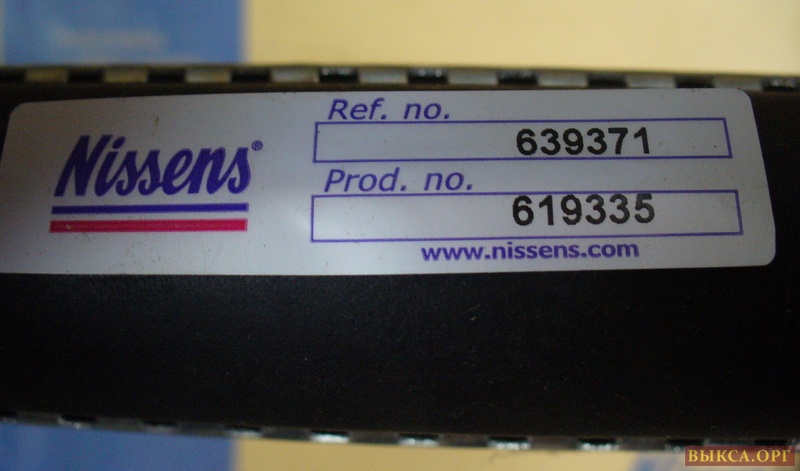 Nissens®
Ref. no.
639371
Prod. no.
619335
www.nissens.com
ВЫКСА.ОРГ